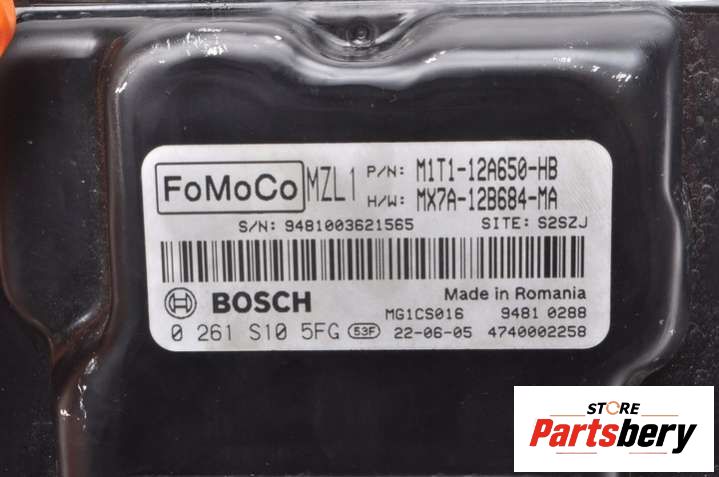 FoMoCo MZL1 P/N: M1T1-12A650-HB
H/W: MX7A-12B684-MA
S/N: 9481003621565 SITE: S2SZJ
BOSCH Made in Romania
MG1CS016 9481 0288
0 261 S10 5FG 53F 22-06-05 4740002258
STORE
Partsbery